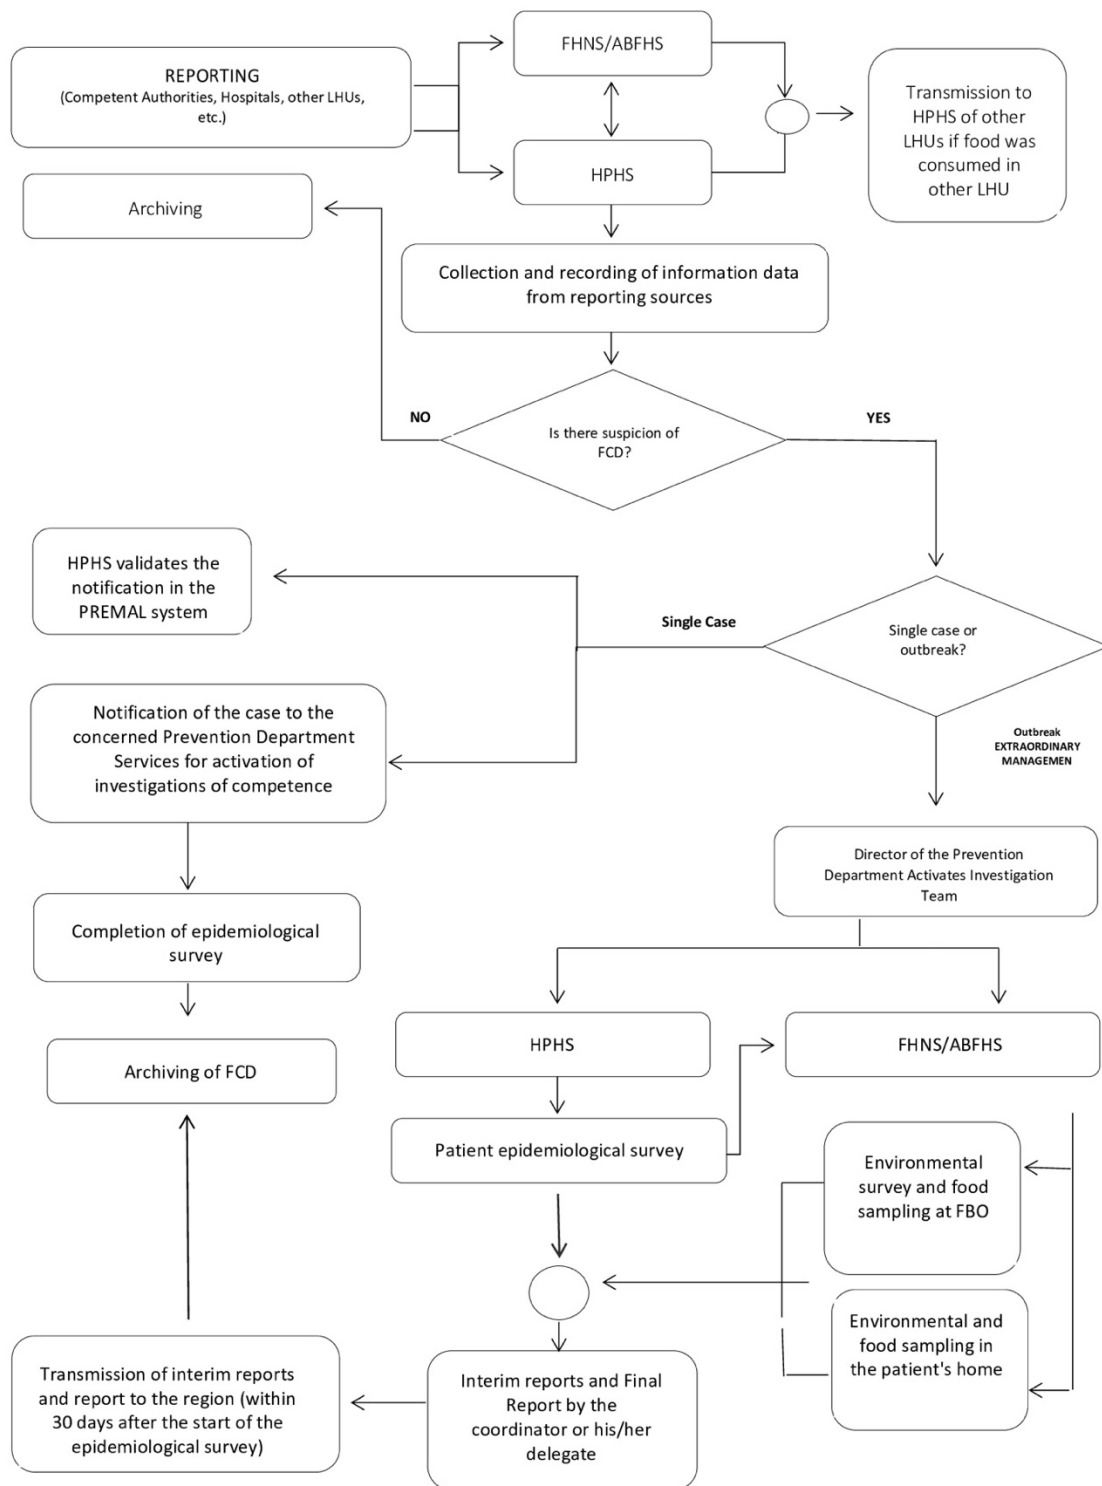 REPORTING
(Competent Authorities, Hospitals, other LHUs,
etc.)
FHNS/ABFHS
HPHS
Transmission to
HPHS of other
LHUs if food was
consumed in
other LHU
Archiving
Collection and recording of information data
from reporting sources
NO
Is there suspicion of
FCD?
YES
HPHS validates the
notification in the
PREMAL system
Single Case
Single case or
outbreak?
Notification of the case to the
concerned Prevention Department
Services for activation of
investigations of competence
Outbreak
EXTRAORDINARY
MANAGEMEN
Director of the Prevention
Department Activates Investigation
Team
Completion of epidemiological
survey
HPHS
FHNS/ABFHS
Archiving of FCD
Patient epidemiological survey
Environmental
survey and food
sampling at FBO
Environmental and
food sampling in
the patient's home
Transmission of interim reports
and report to the region (within
30 days after the start of the
epidemiological survey)
Interim reports and Final
Report by the
coordinator or his/her
delegate